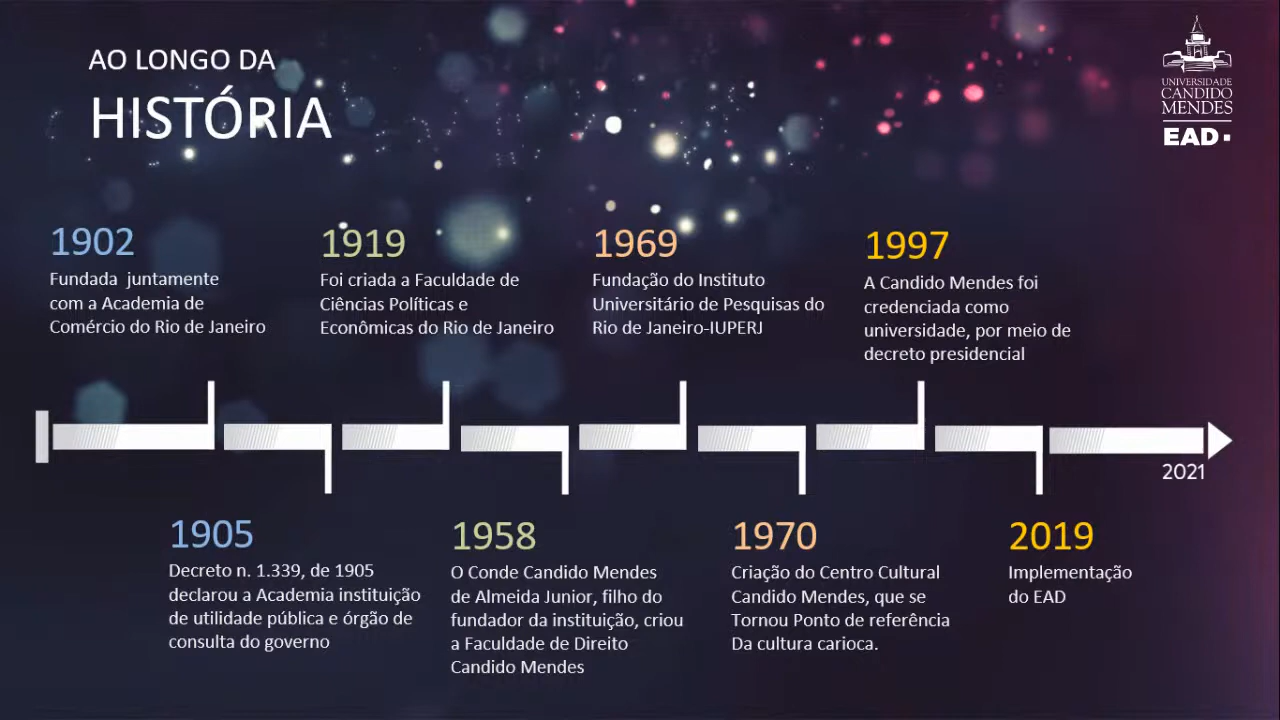 AO LONGO DA
HISTÓRIA
UNIVERSIDADE
CANDIDO
MENDES
EAD
1902
Fundada juntamente
com a Academia de
Comércio do Rio de Janeiro
1919
Foi criada a Faculdade de
Ciências Políticas e
Econômicas do Rio de Janeiro
1969
Fundação do Instituto
Universitário de Pesquisas do
Rio de Janeiro-IUPERJ
1997
A Candido Mendes foi
credenciada como
universidade, por meio de
decreto presidencial
2021
1905
Decreto n. 1.339, de 1905
declarou a Academia instituição
de utilidade pública e órgão de
consulta do governo
1958
O Conde Candido Mendes
de Almeida Junior, filho do
fundador da instituição, criou
a Faculdade de Direito
Candido Mendes
1970
Criação do Centro Cultural
Candido Mendes, que se
Tornou Ponto de referência
Da cultura carioca.
2019
Implementação
do EAD